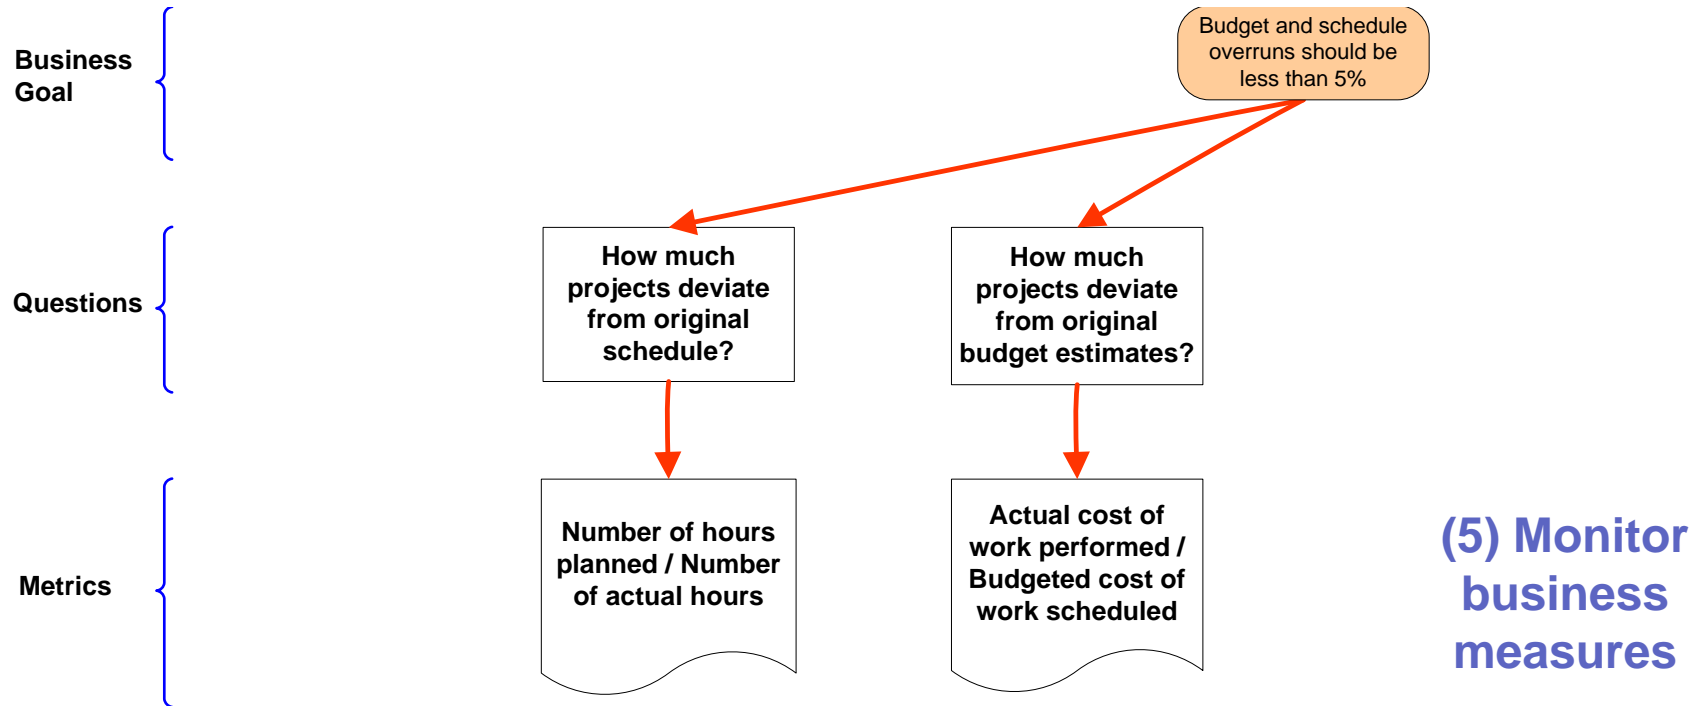 Budget and schedule
overruns should be
less than 5%
Business
Goal
How much
projects deviate
from original
schedule?
How much
projects deviate
from original
budget estimates?
Questions
Number of hours
planned / Number
of actual hours
Actual cost of
work performed /
Budgeted cost of
work scheduled
Metrics
(5) Monitor
business
measures